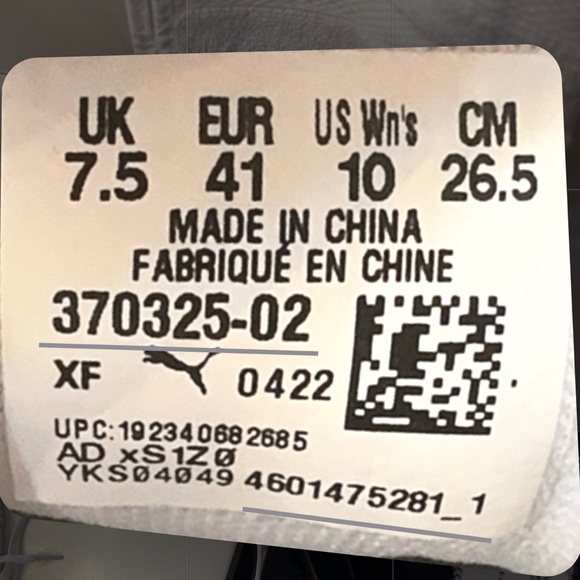 UK EUR US Wn's CM
7.5 41 10 26.5
MADE IN CHINA
FABRIQUÉ EN CHINE
370325-02
XF 0422
UPC:192340682685
AD xS1Z0
YKS04049 4601475281_1